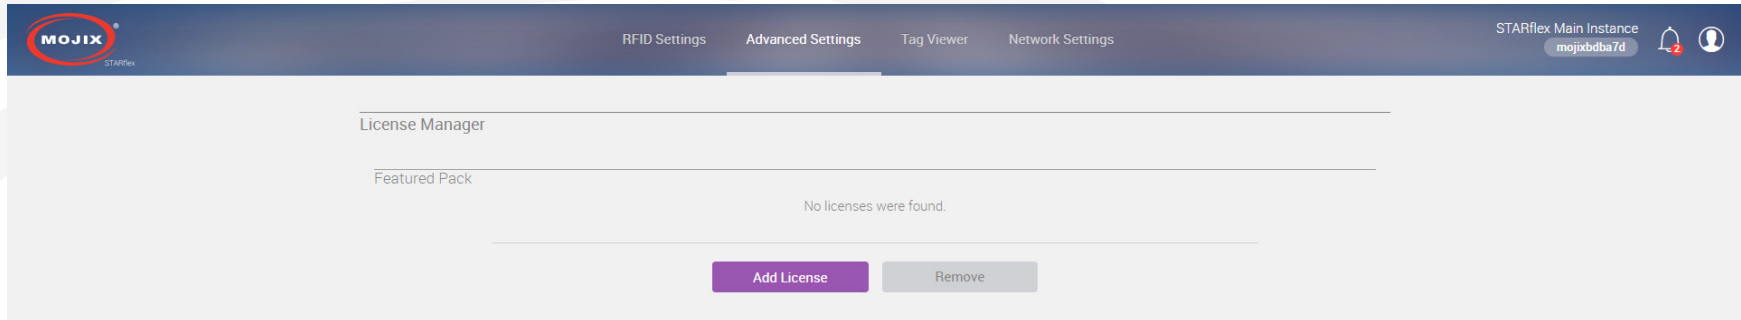 MOJIX®
STARflex
RFID Settings Advanced Settings Tag Viewer Network Settings
STARflex Main Instance
mojixbdba7d
2
License Manager
Featured Pack
No licenses were found.
Add License Remove